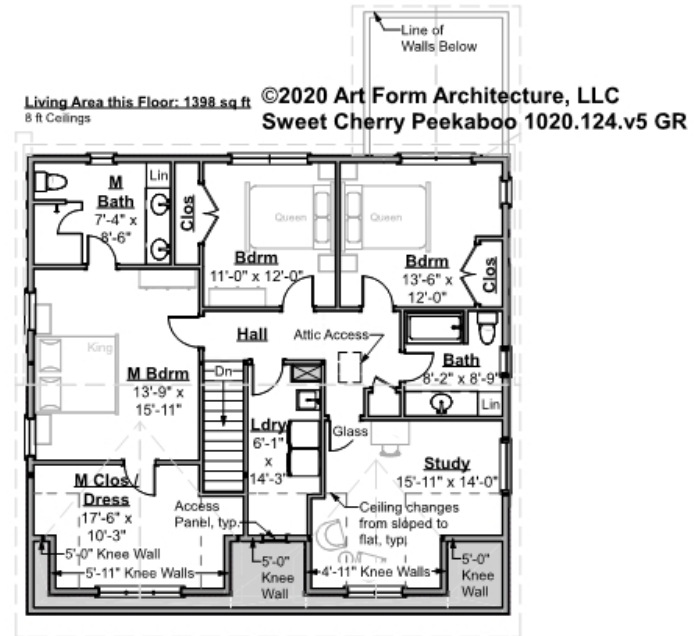 Line of
Walls Below
Living Area this Floor: 1398 sq ft
8 ft Ceilings
©2020 Art Form Architecture, LLC
Sweet Cherry Peekaboo 1020.124.v5 GR
M
Bath
7'-4" x
8'-6"
Lin
Clos
Queen
Bdrm
11'-0" x 12'-0"
Queen
Bdrm
13'-6" x
12'-0"
Clos
Hall
Attic Access
King
M Bdrm
13'-9" x
15'-11"
Dn
Bath
8'-2" x 8'-9"
Lin
Ldry
6'-1"
x
14'-3"
Glass
Study
15'-11" x 14'-0"
M Clos /
Dress
17'-6" x
10'-3"
Access
Panel, typ.
Ceiling changes
from sloped to
flat, typ
5'-0" Knee Wall
5'-11" Knee Walls
5'-0"
Knee
Wall
4'-11" Knee Walls
5'-0"
Knee
Wall